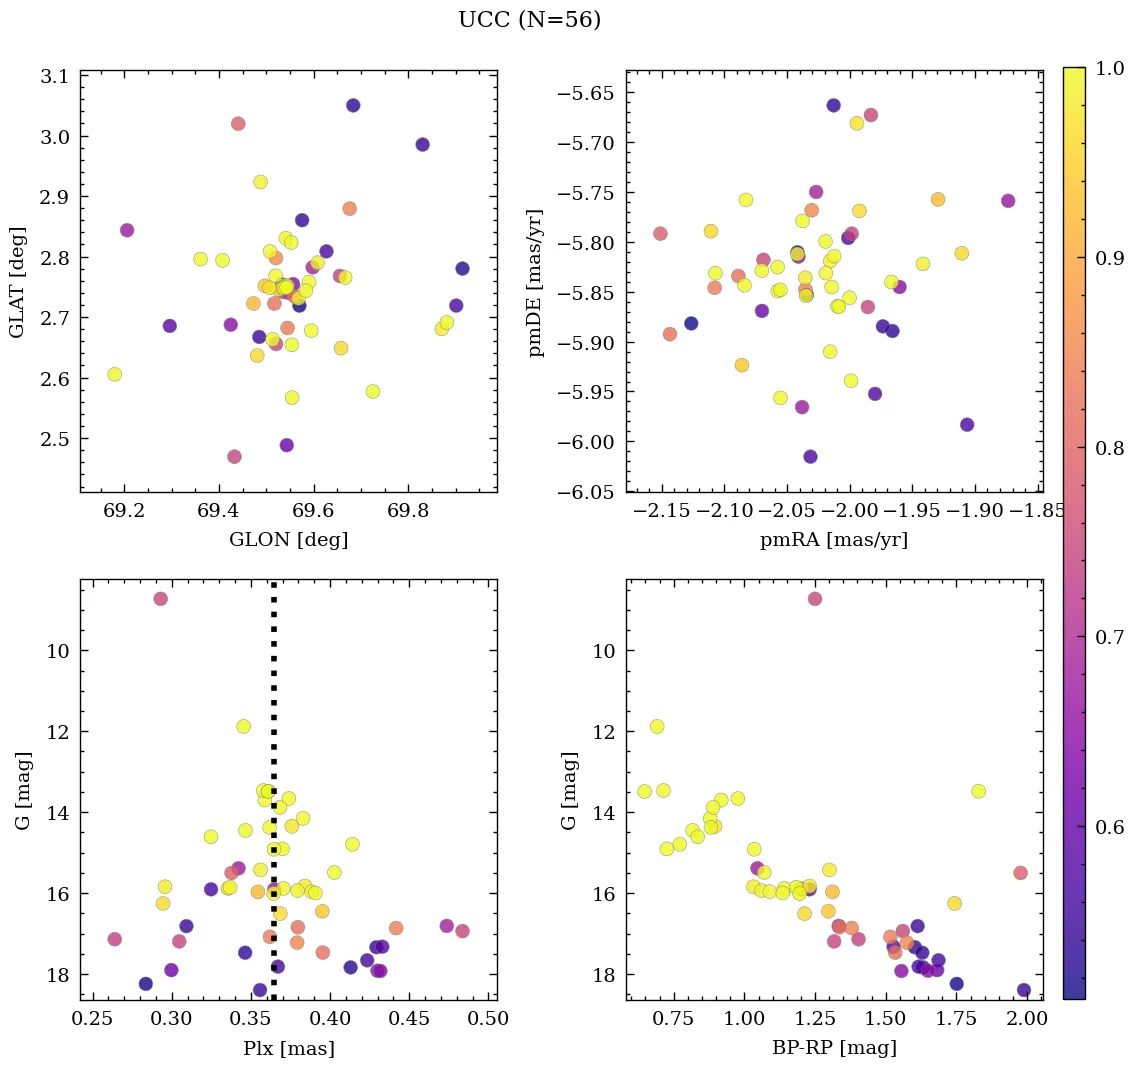 UCC (N=56)
3.1
3.0
2.9
2.8
2.7
2.6
2.5
GLAT [deg]
69.2 69.4 69.6 69.8
GLON [deg]
−5.65
−5.70
−5.75
−5.80
−5.85
−5.90
−5.95
−6.00
−6.05
pmDE [mas/yr]
−2.15 −2.10 −2.05 −2.00 −1.95 −1.90 −1.85
pmRA [mas/yr]
10
12
14
16
18
G [mag]
0.25 0.30 0.35 0.40 0.45 0.50
Plx [mas]
10
12
14
16
18
G [mag]
0.75 1.00 1.25 1.50 1.75 2.00
BP-RP [mag]
1.0
0.9
0.8
0.7
0.6